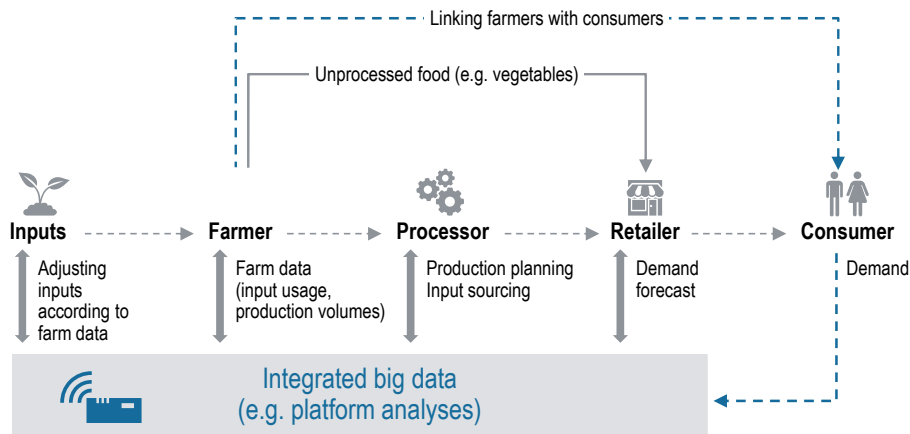 Linking farmers with consumers
Unprocessed food (e.g. vegetables)
Inputs
Farmer
Processor
Retailer
Consumer
Adjusting
inputs
according to
farm data
Farm data
(input usage,
production volumes)
Production planning
Input sourcing
Demand
forecast
Demand
Integrated big data
(e.g. platform analyses)